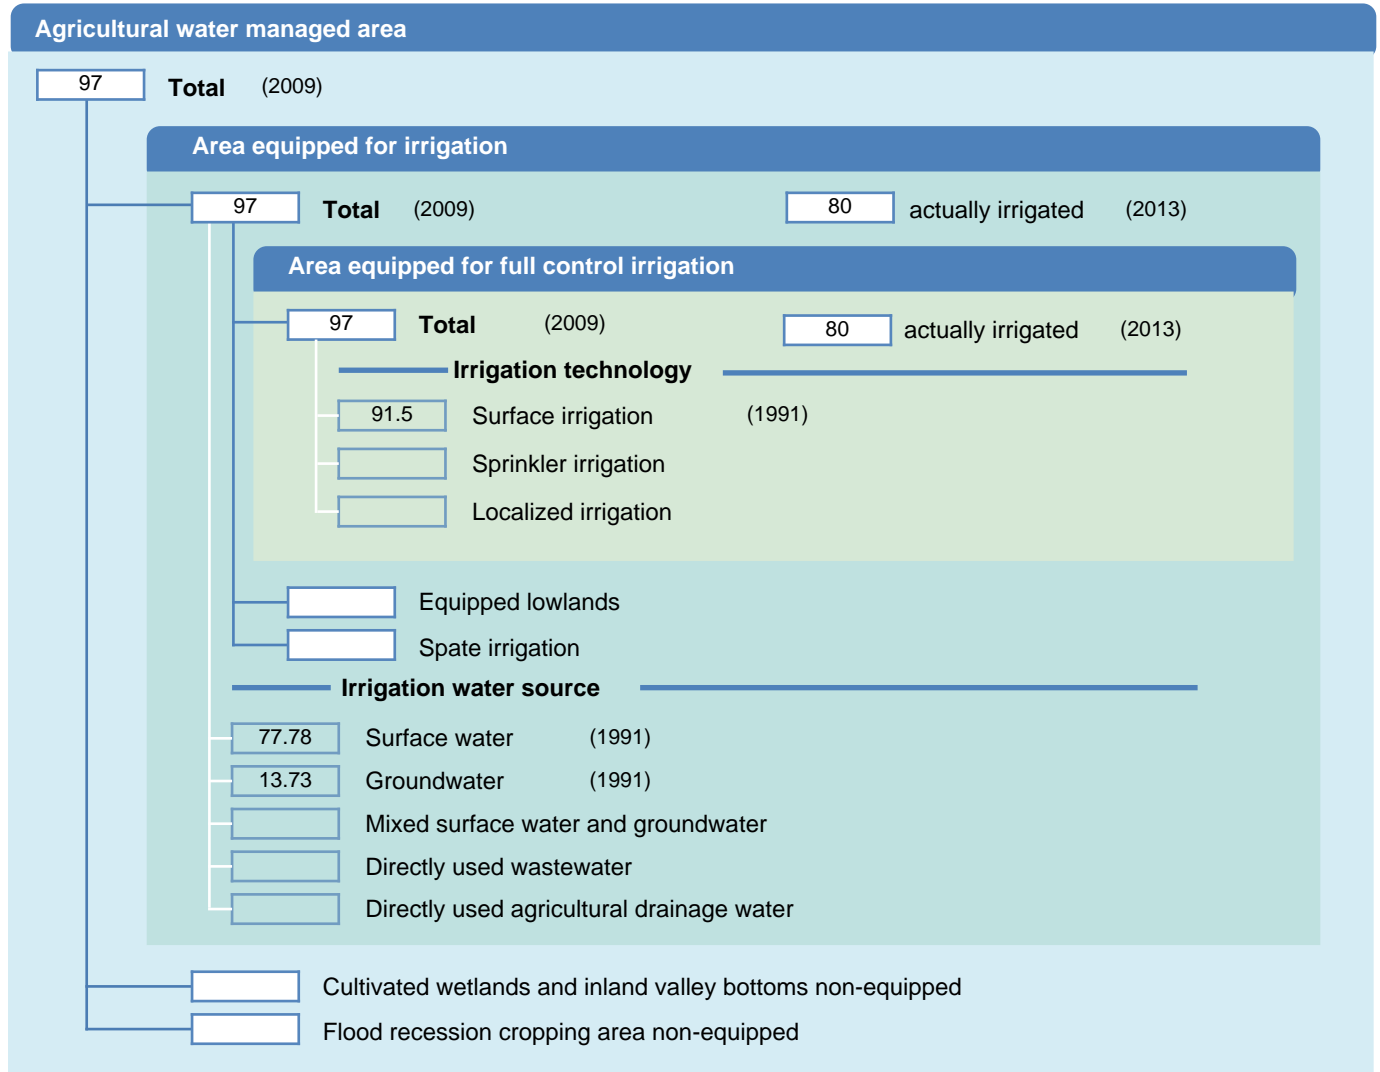 Agricultural water managed area
97 Total (2009)
Area equipped for irrigation
97 Total (2009) 80 actually irrigated (2013)
Area equipped for full control irrigation
97 Total (2009) 80 actually irrigated (2013)
Irrigation technology
91.5 Surface irrigation (1991)
Sprinkler irrigation
Localized irrigation
Equipped lowlands
Spate irrigation
Irrigation water source
77.78 Surface water (1991)
13.73 Groundwater (1991)
Mixed surface water and groundwater
Directly used wastewater
Directly used agricultural drainage water
Cultivated wetlands and inland valley bottoms non-equipped
Flood recession cropping area non-equipped